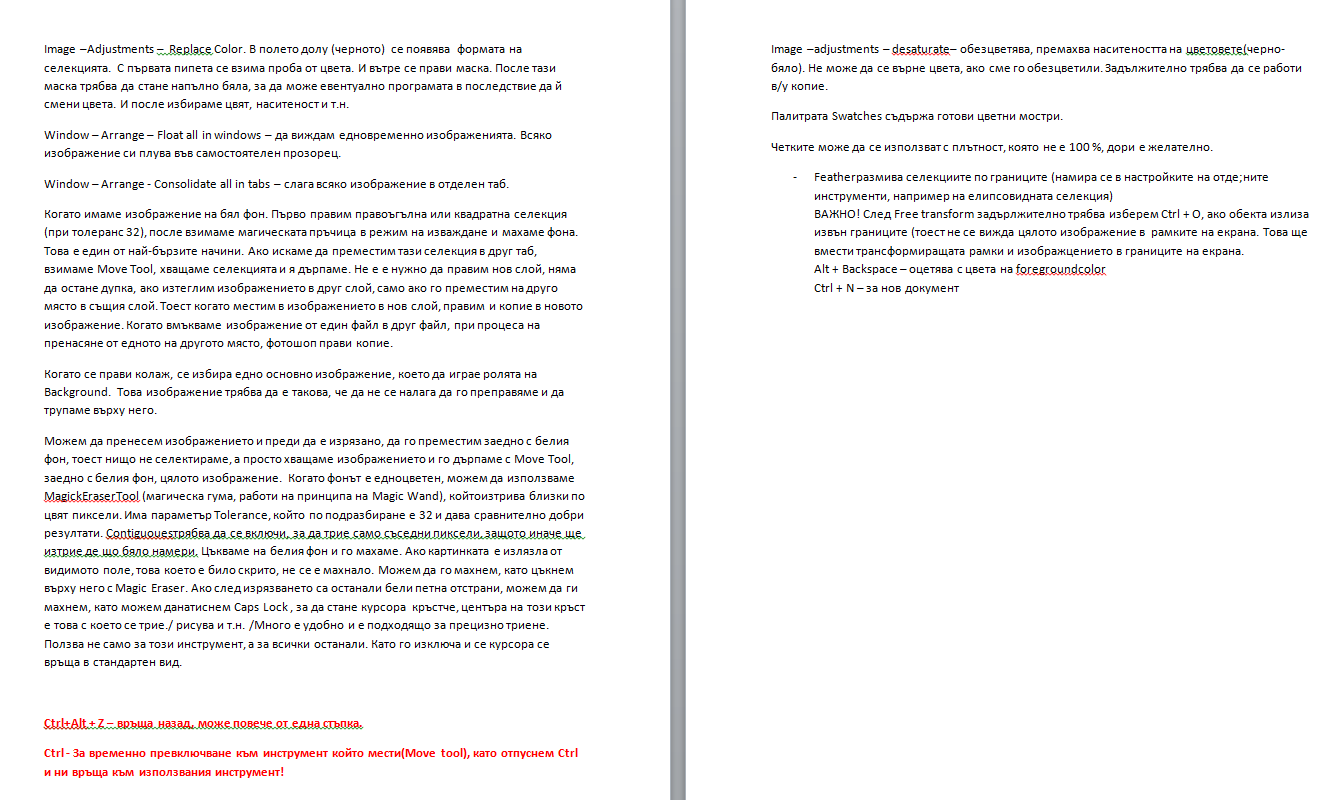 Image –Adjustments – Replace Color. В полето долу (черното) се появява формата на
селекцията. С първата пипета се взима проба от цвета. И вътре се прави маска. После тази
маска трябва да стане напълно бяла, за да може евентуално програмата в последствие да й
смени цвета. И после избираме цвят, наситеност и т.н.
Window – Arrange – Float all in windows – да виждам едновременно изображенията. Всяко
изображение си плува във самостоятелен прозорец.
Window – Arrange - Consolidate all in tabs – слага всяко изображение в отделен таб.
Когато имаме изображение на бял фон. Първо правим правоъгълна или квадратна селекция
(при толеранс 32), после взимаме магическата пръчица в режим на изваждане и махаме фона.
Това е един от най-бързите начини. Ако искаме да преместим тази селекция в друг таб,
взимаме Move Tool, хващаме селекцията и я дърпаме. Не е е нужно да правим нов слой, няма
да остане дупка, ако изтеглим изображението в друг слой, само ако го преместим на друго
място в същия слой. Тоест когато местим в изображението в нов слой, правим и копие в новото
изображение. Когато вмъкваме изображение от един файл в друг файл, при процеса на
пренасяне от едното на другото място, фотошоп прави копие.
Когато се прави колаж, се избира едно основно изображение, което да играе ролята на
Background. Това изображение трябва да е такова, че да не се налага да го преправяме и да
трупаме върху него.
Можем да пренесем изображението и преди да е изрязано, да го преместим заедно с белия
фон, тоест нищо не селектираме, а просто хващаме изображението и го дърпаме с Move Tool,
заедно с белия фон, цялото изображение. Когато фонът е едноцветен, можем да използваме
MagickEraserTool (магическа гума, работи на принципа на Magic Wand), койтоизтрива близки по
цвят пиксели. Има параметър Tolerance, който по подразбиране е 32 и дава сравнително добри
резултати. Contiguouesтрябва да се включи, за да трие само съседни пиксели, защото иначе ще
изтрие де що бяло намери. Цъкваме на белия фон и го махаме. Ако картинката е излязла от
видимото поле, това което е било скрито, не се е махнало. Можем да го махнем, като цъкнем
върху него с Magic Eraser. Ако след изрязването са останали бели петна отстрани, можем да ги
махнем, като можем данатиснем Caps Lock , за да стане курсора кръстче, центъра на този кръст
е това с което се трие./ рисува и т.н. /Много е удобно и е подходящо за прецизно триене.
Ползва не само за този инструмент, а за всички останали. Като го изключа и се курсора се
връща в стандартен вид.
Ctrl+Alt + Z – връща назад, може повече от една стъпка.
Ctrl - За временно превключване към инструмент който мести(Move tool), като отпуснем Ctrl
и ни връща към използвания инструмент!
Image –adjustments – desaturate– обезцветява, премахва наситеността на цветовете(черно-
бяло). Не може да се върне цвета, ако сме го обезцветили. Задължително трябва да се работи
в/у копие.
Палитрата Swatches съдържа готови цветни мостри.
Четките може да се използват с плътност, която не е 100 %, дори е желателно.
- Featherразмива селекциите по границите (намира се в настройките на отде;ните
инструменти, например на елипсовидната селекция)
ВАЖНО! След Free transform задържително трябва изберем Ctrl + O, ако обекта излиза
извън границите (тоест не се вижда цялото изображение в рамките на екрана. Това ще
вмести трансформиращата рамки и изображцението в границите на екрана.
Alt + Backspace – оцетява с цвета на foregroundcolor
Ctrl + N – за нов документ